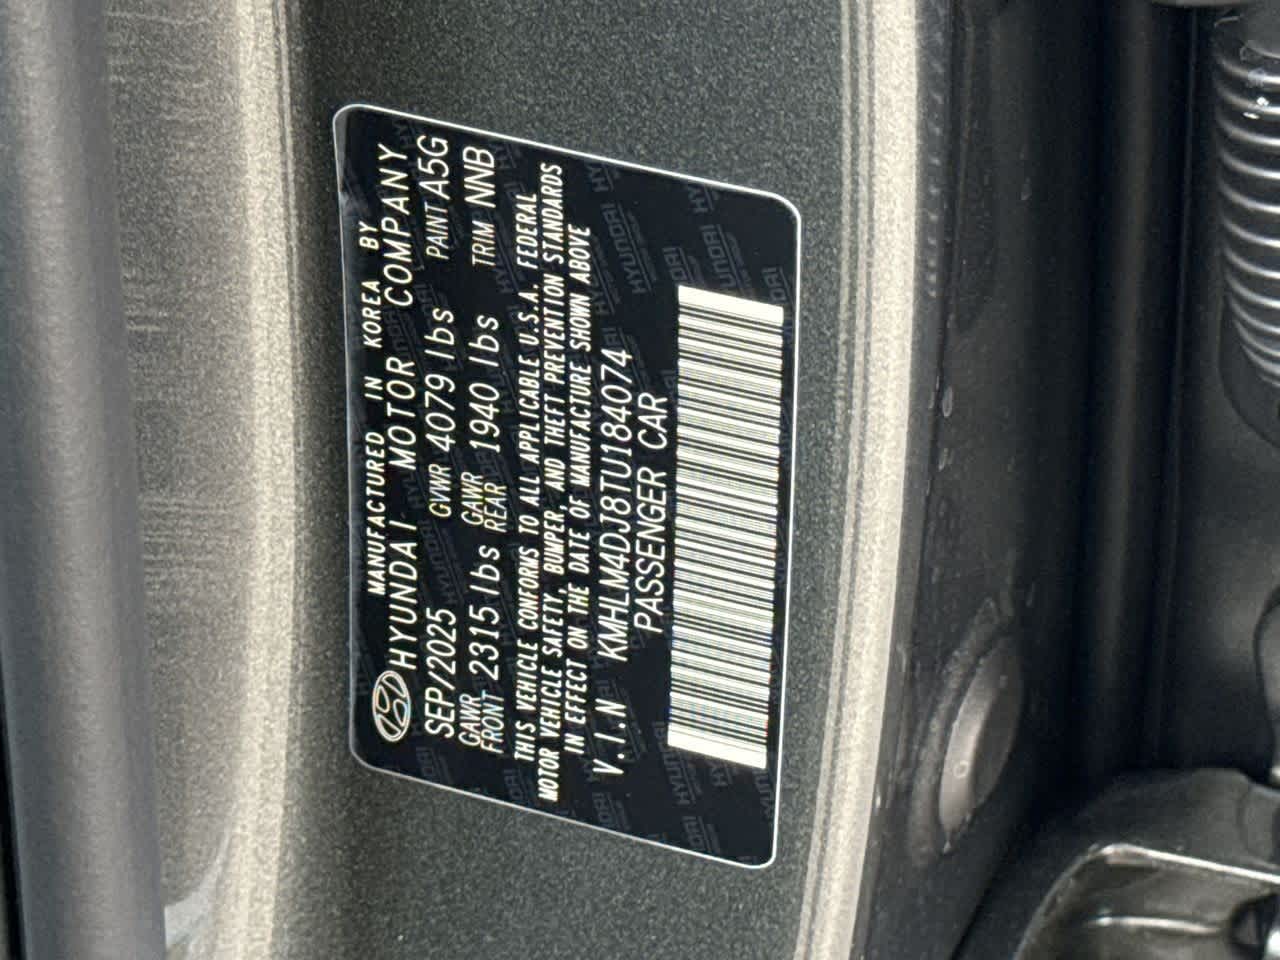 MANUFACTURED IN KOREA BY
HYUNDAI MOTOR COMPANY
SEP/2025 GVWR 4079 lbs PAINT A5G
GAWR FRONT 2315 lbs GAWR REAR 1940 lbs TRIM NNB
THIS VEHICLE CONFORMS TO ALL APPLICABLE U.S.A. FEDERAL
MOTOR VEHICLE SAFETY, BUMPER, AND THEFT PREVENTION STANDARDS
IN EFFECT ON THE DATE OF MANUFACTURE SHOWN ABOVE
V.I.N KMHLM4DJ8TU184074
PASSENGER CAR